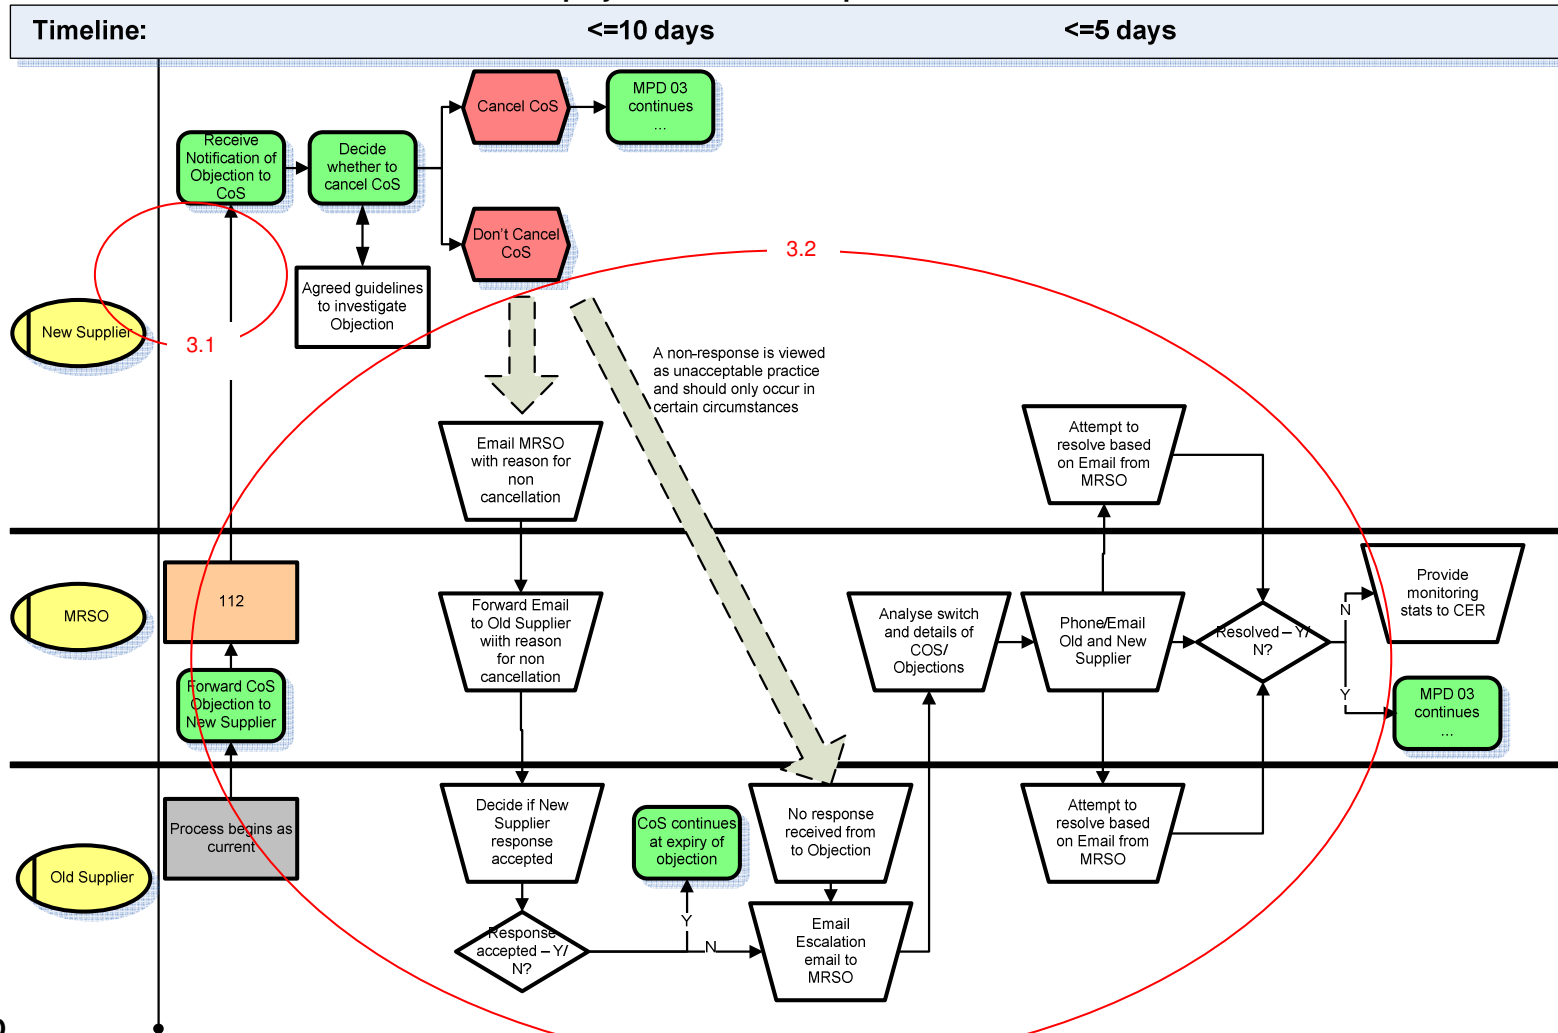 Timeline:
<=10 days
<=5 days
Cancel CoS
MPD 03
continues
...
Receive
Notification of
Objection to
CoS
Decide
whether to
cancel CoS
Don't Cancel
CoS
3.2
Agreed guidelines
to investigate
Objection
New Supplier
3.1
A non-response is viewed
as unacceptable practice
and should only occur in
certain circumstances
Email MRSO
with reason for
non
cancellation
Attempt to
resolve based
on Email from
MRSO
MRSO
112
Forward Email
to Old Supplier
wiith reason
for non
cancellation
Analyse switch
and details of
COS/
Objections
Phone/Email
Old and New
Supplier
Resolved – Y/
N?
N
Provide
monitoring
stats to CER
Y
MPD 03
continues
...
Forward CoS
Objection to
New Supplier
Old Supplier
Process begins as
current
Decide if New
Supplier
response
accepted
CoS continues
at expiry of
objection
No response
received from
to Objection
Attempt to
resolve based
on Email from
MRSO
Response
accepted – Y/
N?
Y
N
Email
Escalation
email to
MRSO